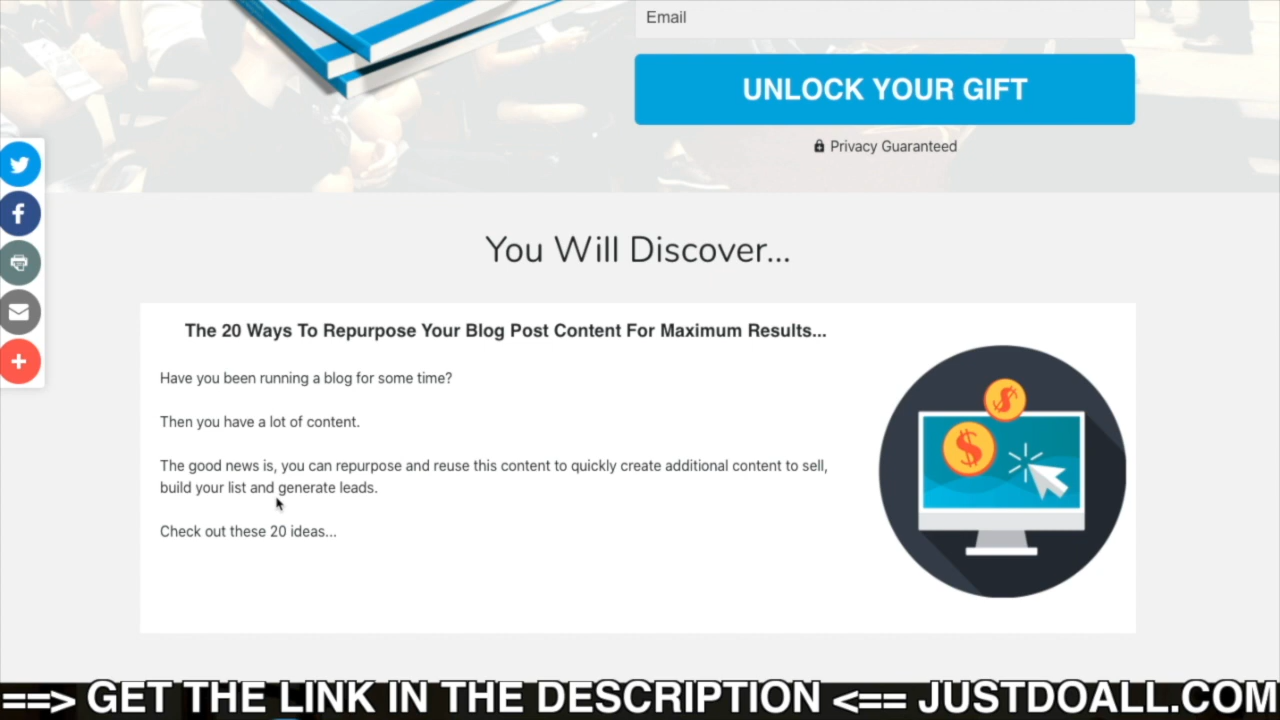 Email
UNLOCK YOUR GIFT
Privacy Guaranteed
You Will Discover...
The 20 Ways To Repurpose Your Blog Post Content For Maximum Results...
Have you been running a blog for some time?
Then you have a lot of content.
The good news is, you can repurpose and reuse this content to quickly create additional content to sell,
build your list and generate leads.
Check out these 20 ideas...
==> GET THE LINK IN THE DESCRIPTION <== JUSTDOALL.COM